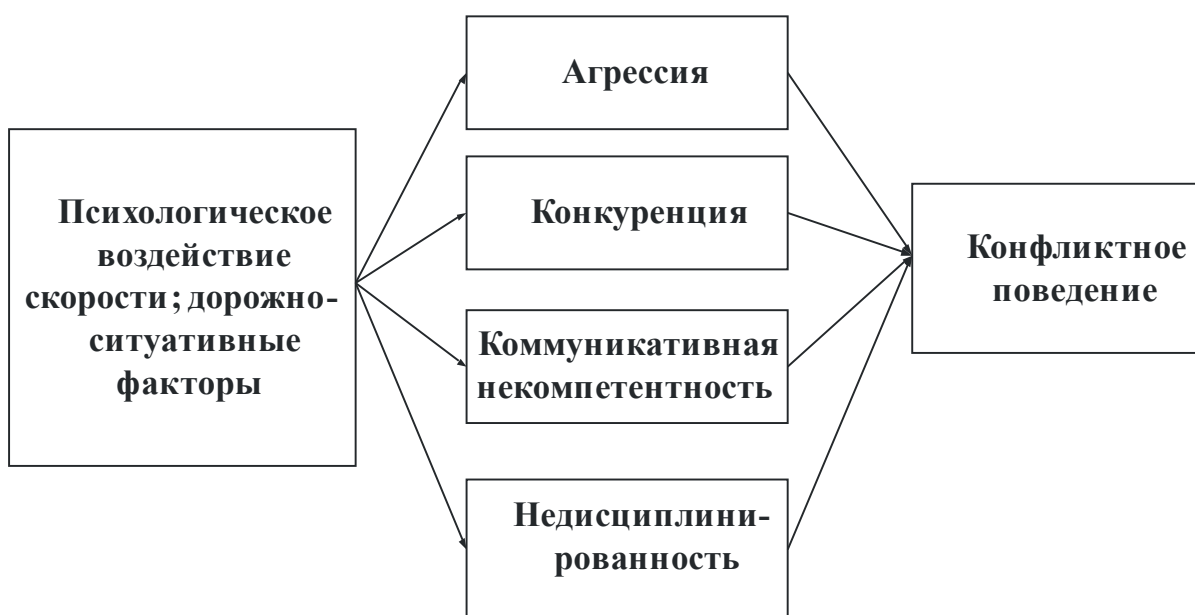 Психологическое
воздействие
скорости; дорожно-
ситуативные
факторы
Агрессия
Конкуренция
Коммуникативная
некомпетентность
Недисциплини-
рованность
Конфликтное
поведение